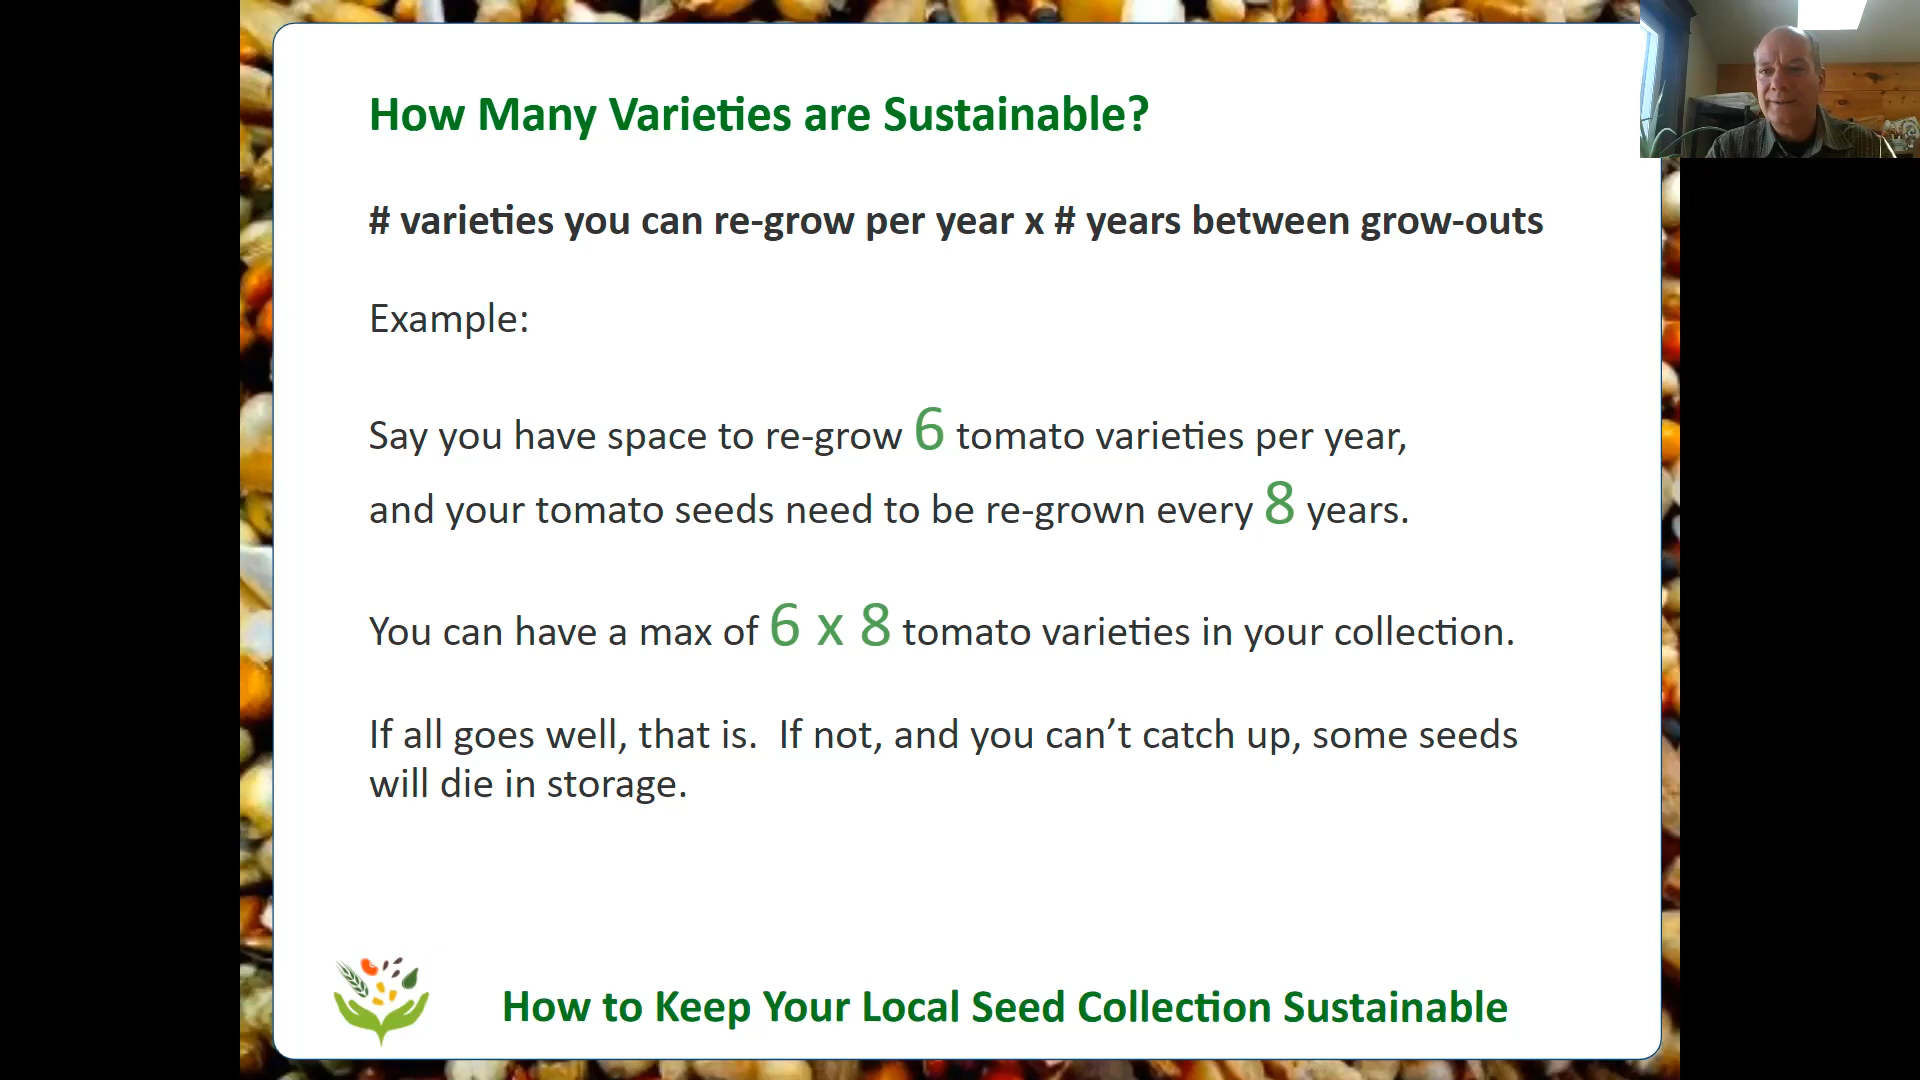 How Many Varieties are Sustainable?
# varieties you can re-grow per year x # years between grow-outs
Example:
Say you have space to re-grow 6 tomato varieties per year,
and your tomato seeds need to be re-grown every 8 years.
You can have a max of 6 x 8 tomato varieties in your collection.
If all goes well, that is.  If not, and you can’t catch up, some seeds
will die in storage.
How to Keep Your Local Seed Collection Sustainable